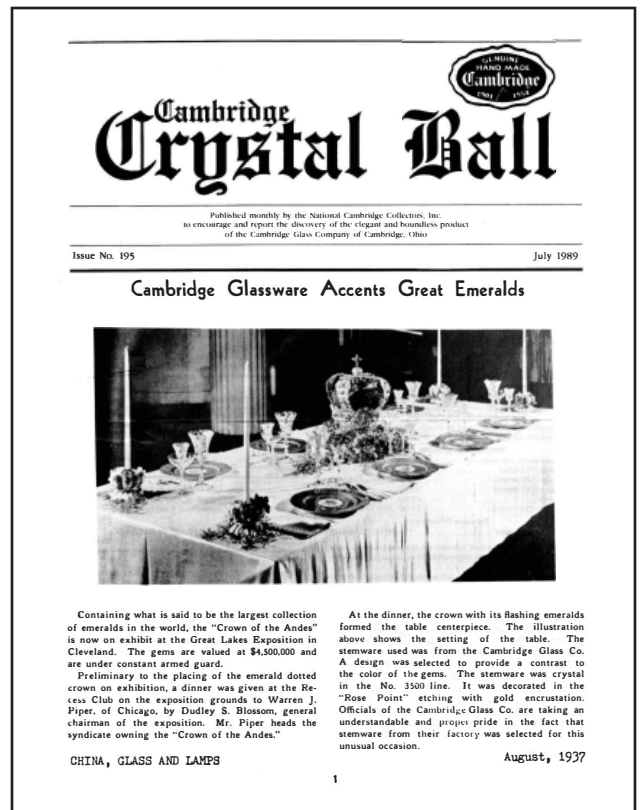 GENUINE
HAND MADE
Cambridge
1901 1958
Cambridge
Crystal Ball
Published monthly by the National Cambridge Collectors, Inc.
to encourage and report the discovery of the elegant and boundless product
of the Cambridge Glass Company of Cambridge, Ohio
Issue No. 195
July 1989
Cambridge Glassware Accents Great Emeralds
Containing what is said to be the largest collection
of emeralds in the world, the "Crown of the Andes"
is now on exhibit at the Great Lakes Exposition in
Cleveland. The gems are valued at $4,500,000 and
are under constant armed guard.
Preliminary to the placing of the emerald dotted
crown on exhibition, a dinner was given at the Re-
cess Club on the exposition grounds to Warren J.
Piper, of Chicago, by Dudley S. Blossom, general
chairman of the exposition. Mr. Piper heads the
syndicate owning the "Crown of the Andes."
CHINA, GLASS AND LAMPS
At the dinner, the crown with its flashing emeralds
formed the table centerpiece. The illustration
above shows the setting of the table. The
stemware used was from the Cambridge Glass Co.
A design was selected to provide a contrast to
the color of the gems. The stemware was crystal
in the No. 3500 line. It was decorated in the
"Rose Point" etching with gold encrustation.
Officials of the Cambridge Glass Co. are taking an
understandable and proper pride in the fact that
stemware from their factory was selected for this
unusual occasion.
August, 1937
1